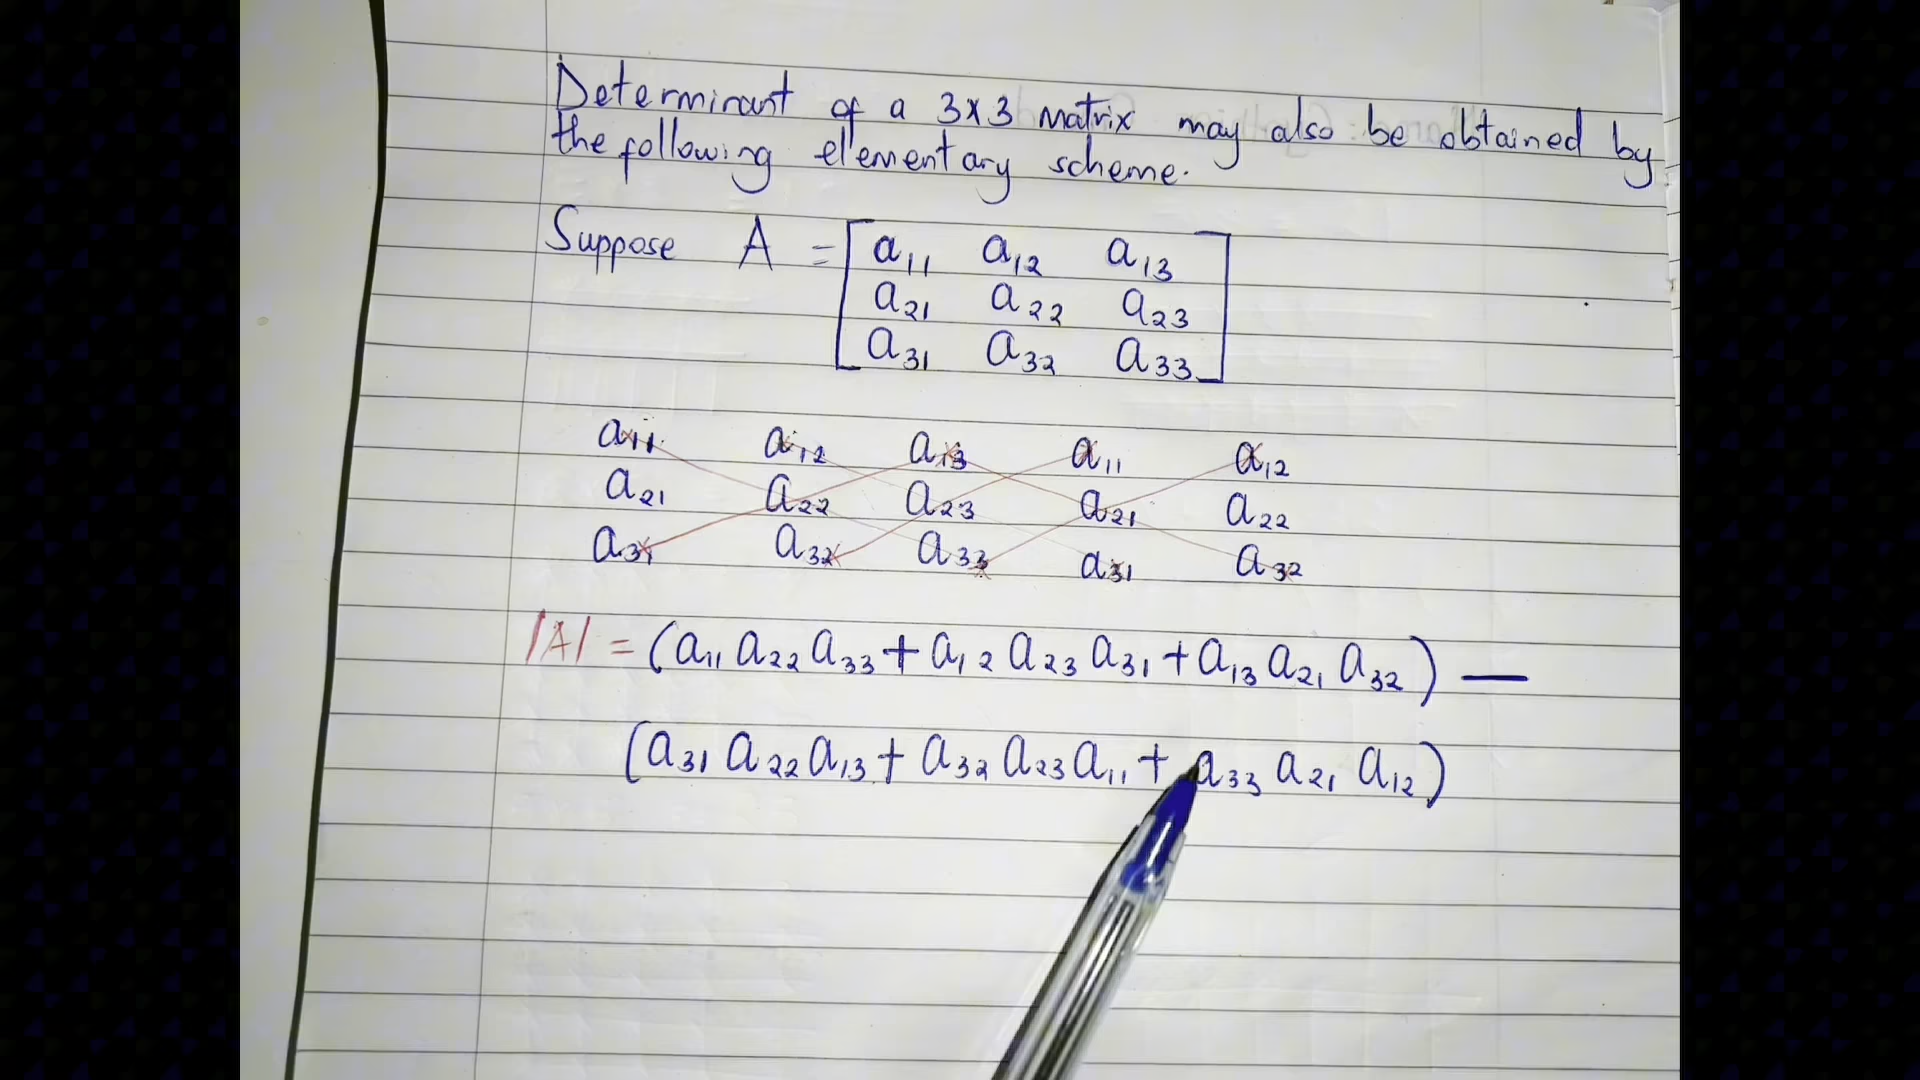 Determinant of a 3x3 matrix may also be obtained by
the following elementary scheme.
Suppose A = [a₁₁ a₁₂ a₁₃
a₂₁ a₂₂ a₂₃
a₃₁ a₃₂ a₃₃]
a₁₁ a₁₂ a₁₃ a₁₁ a₁₂
a₂₁ a₂₂ a₂₃ a₂₁ a₂₂
a₃₁ a₃₂ a₃₃ a₃₁ a₃₂
|A| = (a₁₁ a₂₂ a₃₃ + a₁₂ a₂₃ a₃₁ + a₁₃ a₂₁ a₃₂) —
(a₃₁ a₂₂ a₁₃ + a₃₂ a₂₃ a₁₁ + a₃₃ a₂₁ a₁₂)